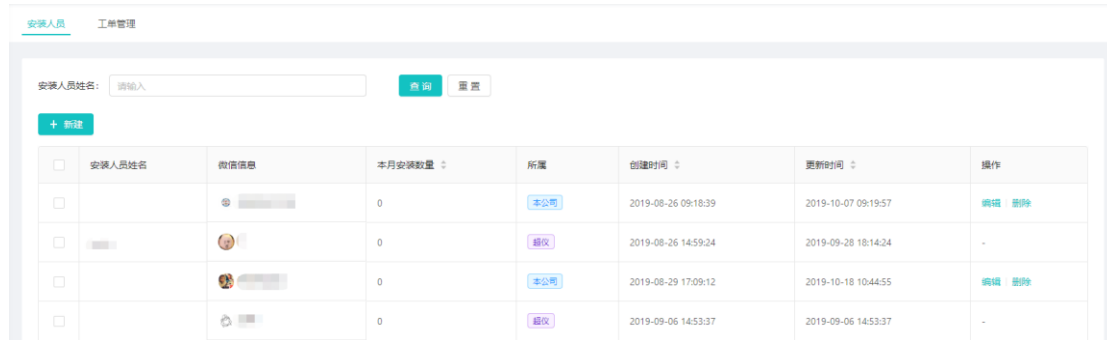 安装人员 工单管理
安装人员姓名: 请输入 查询 重置
+ 新建
安装人员姓名 微信信息 本月安装数量 所属 创建时间 更新时间 操作
0 本公司 2019-08-26 09:18:39 2019-10-07 09:19:57 编辑 删除
0 超仪 2019-08-26 14:59:24 2019-09-28 18:14:24 -
0 本公司 2019-08-29 17:09:12 2019-10-18 10:44:55 编辑 删除
0 超仪 2019-09-06 14:53:37 2019-09-06 14:53:37 -